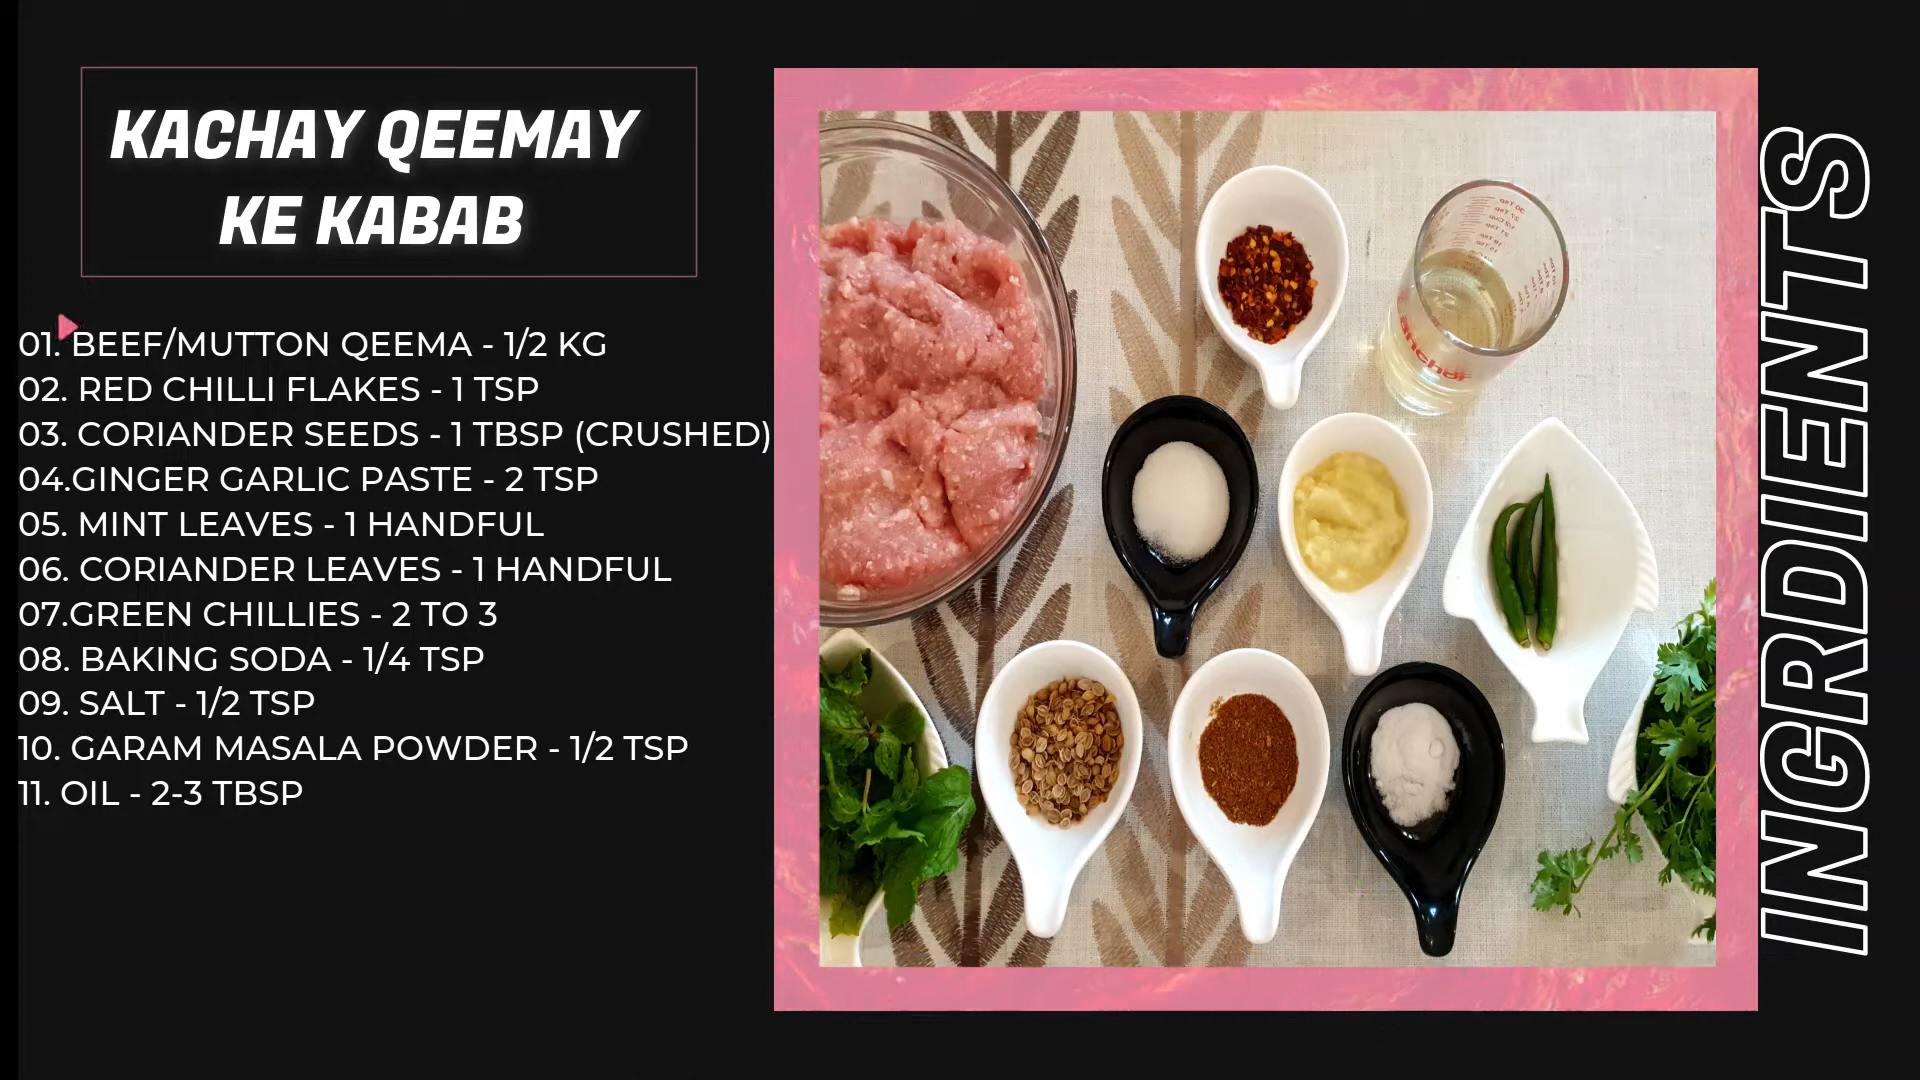 KACHAY QEEMAY
KE KABAB
01. BEEF/MUTTON QEEMA - 1/2 KG
02. RED CHILLI FLAKES - 1 TSP
03. CORIANDER SEEDS - 1 TBSP (CRUSHED)
04.GINGER GARLIC PASTE - 2 TSP
05. MINT LEAVES - 1 HANDFUL
06. CORIANDER LEAVES - 1 HANDFUL
07.GREEN CHILLIES - 2 TO 3
08. BAKING SODA - 1/4 TSP
09. SALT - 1/2 TSP
10. GARAM MASALA POWDER - 1/2 TSP
11. OIL - 2-3 TBSP
anchor
INGRDIENTS